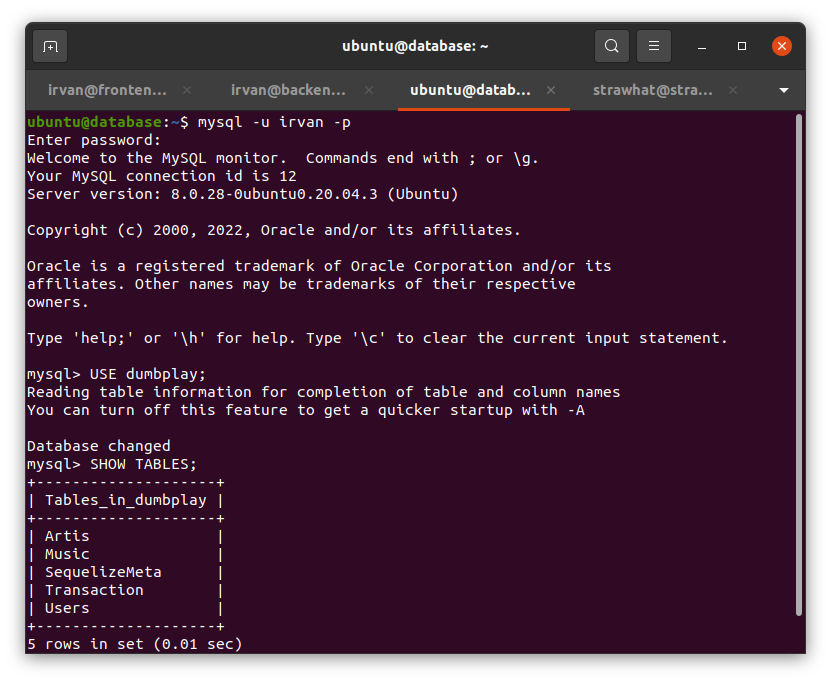 ubuntu@database: ~
irvan@fronten...
irvan@backen...
ubuntu@datab...
strawhat@stra...
ubuntu@database:~$ mysql -u irvan -p
Enter password:
Welcome to the MySQL monitor.  Commands end with ; or \g.
Your MySQL connection id is 12
Server version: 8.0.28-0ubuntu0.20.04.3 (Ubuntu)

Copyright (c) 2000, 2022, Oracle and/or its affiliates.

Oracle is a registered trademark of Oracle Corporation and/or its
affiliates. Other names may be trademarks of their respective
owners.

Type 'help;' or '\h' for help. Type '\c' to clear the current input statement.

mysql> USE dumbplay;
Reading table information for completion of table and column names
You can turn off this feature to get a quicker startup with -A

Database changed
mysql> SHOW TABLES;
+--------------------+
| Tables_in_dumbplay |
+--------------------+
| Artis              |
| Music              |
| SequelizeMeta      |
| Transaction        |
| Users              |
+--------------------+
5 rows in set (0.01 sec)